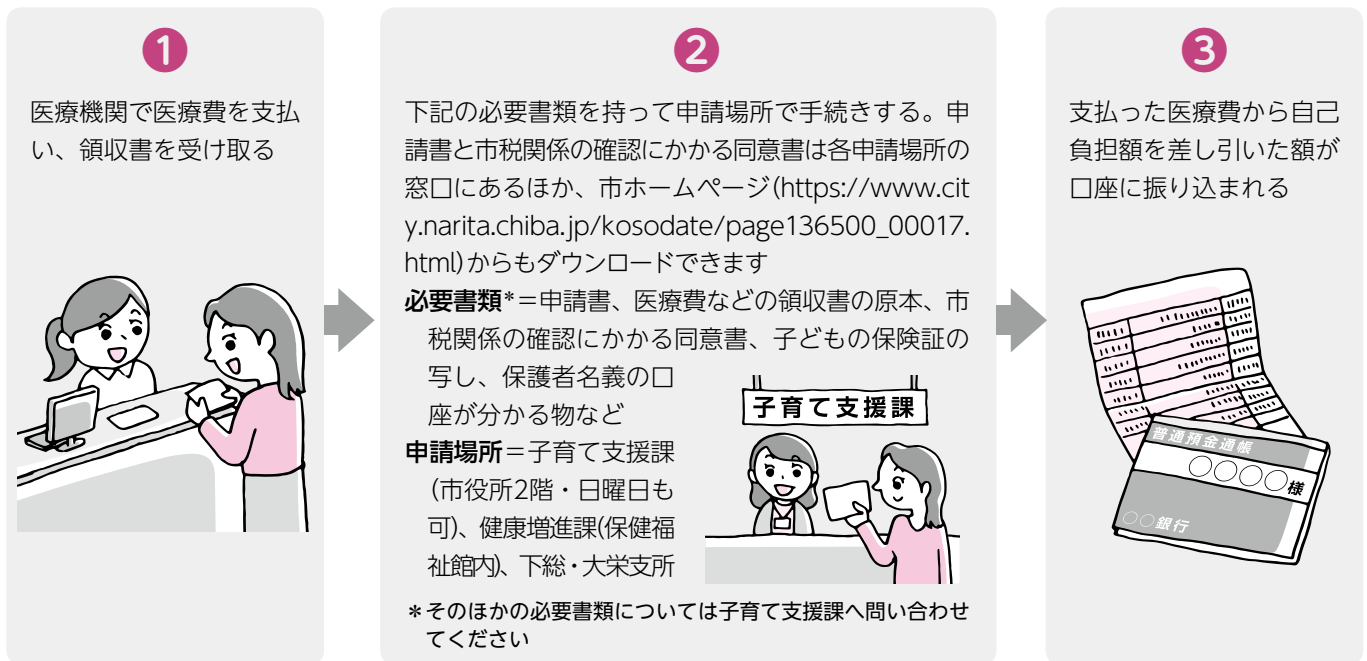 1
医療機関で医療費を支払
い、領収書を受け取る
2
下記の必要書類を持って申請場所で手続きする。申
請書と市税関係の確認にかかる同意書は各申請場所の
窓口にあるほか、市ホームページ(https://www.cit
y.narita.chiba.jp/kosodate/page136500_00017.
html)からもダウンロードできます
必要書類*＝申請書、医療費などの領収書の原本、市
税関係の確認にかかる同意書、子どもの保険証の
写し、保護者名義の口
座が分かる物など
申請場所＝子育て支援課
(市役所2階・日曜日も
可)、健康増進課(保健福
祉館内)、下総・大栄支所
子育て支援課
*そのほかの必要書類については子育て支援課へ問い合わせ
てください
3
支払った医療費から自己
負担額を差し引いた額が
口座に振り込まれる
普通預金通帳
○○○○様
○○銀行